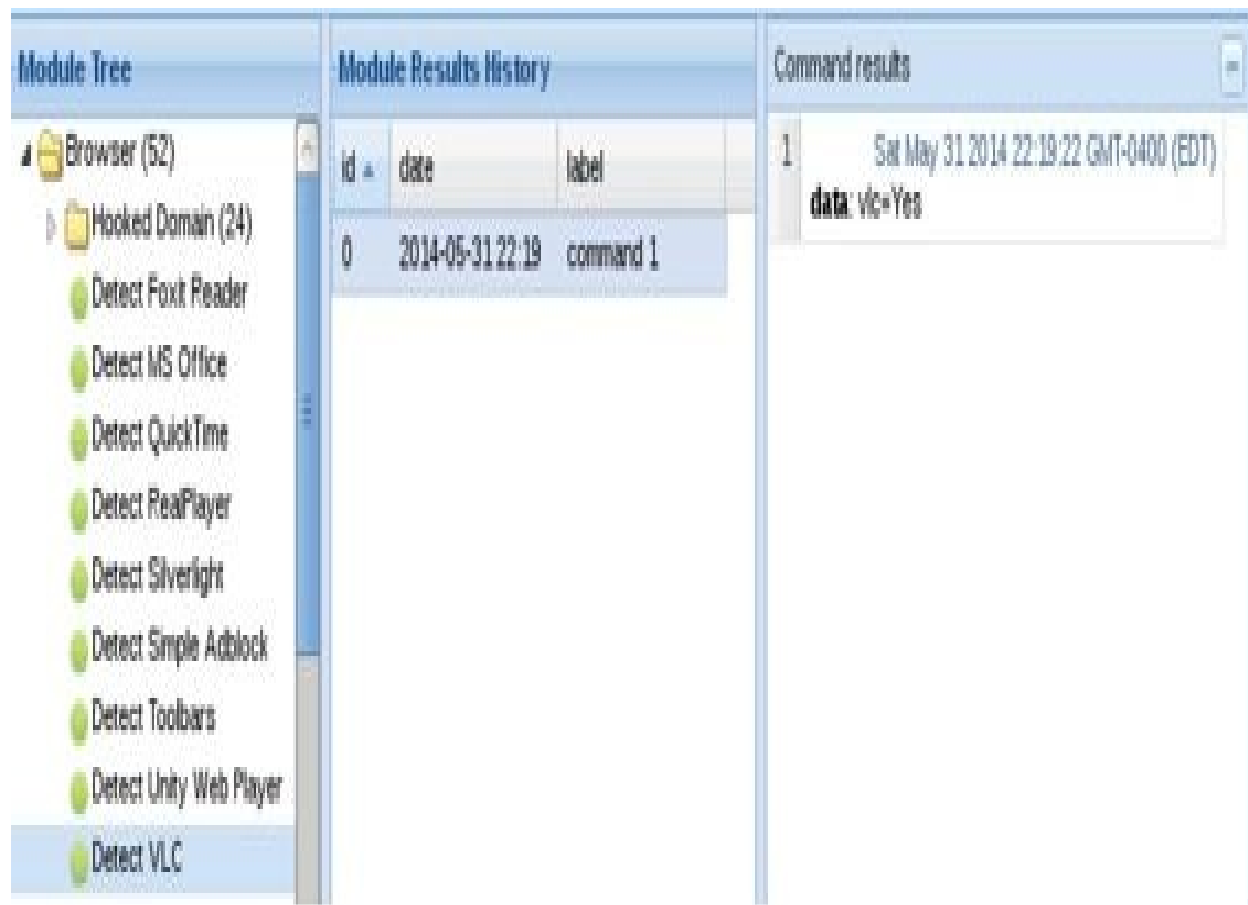 Module Tree
Browser (52)
Hooked Domain (24)
Detect Foxit Reader
Detect MS Office
Detect QuickTime
Detect RealPlayer
Detect Silverlight
Detect Simple Adblock
Detect Toolbars
Detect Unity Web Player
Detect VLC
Module Results History
id date label
0 2014-05-31 22:19 command 1
Command results
1 Sat May 31 2014 22:19:22 GMT-0400 (EDT)
data: vlc=Yes